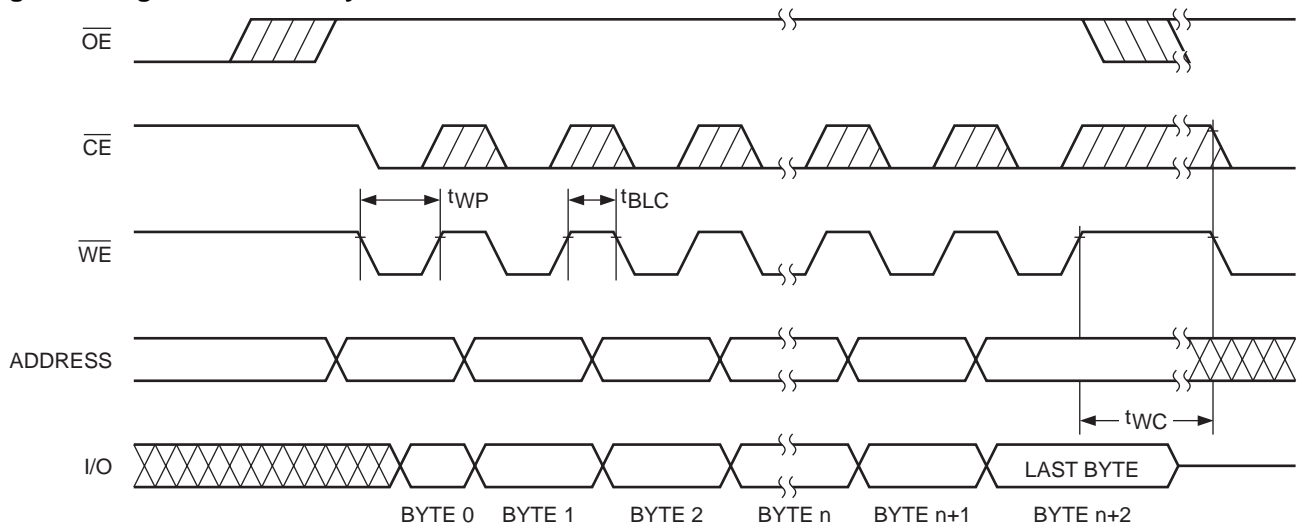 OE
CE
tWP
tBLC
WE
ADDRESS
tWC
I/O
LAST BYTE
BYTE 0 BYTE 1 BYTE 2 BYTE n BYTE n+1 BYTE n+2